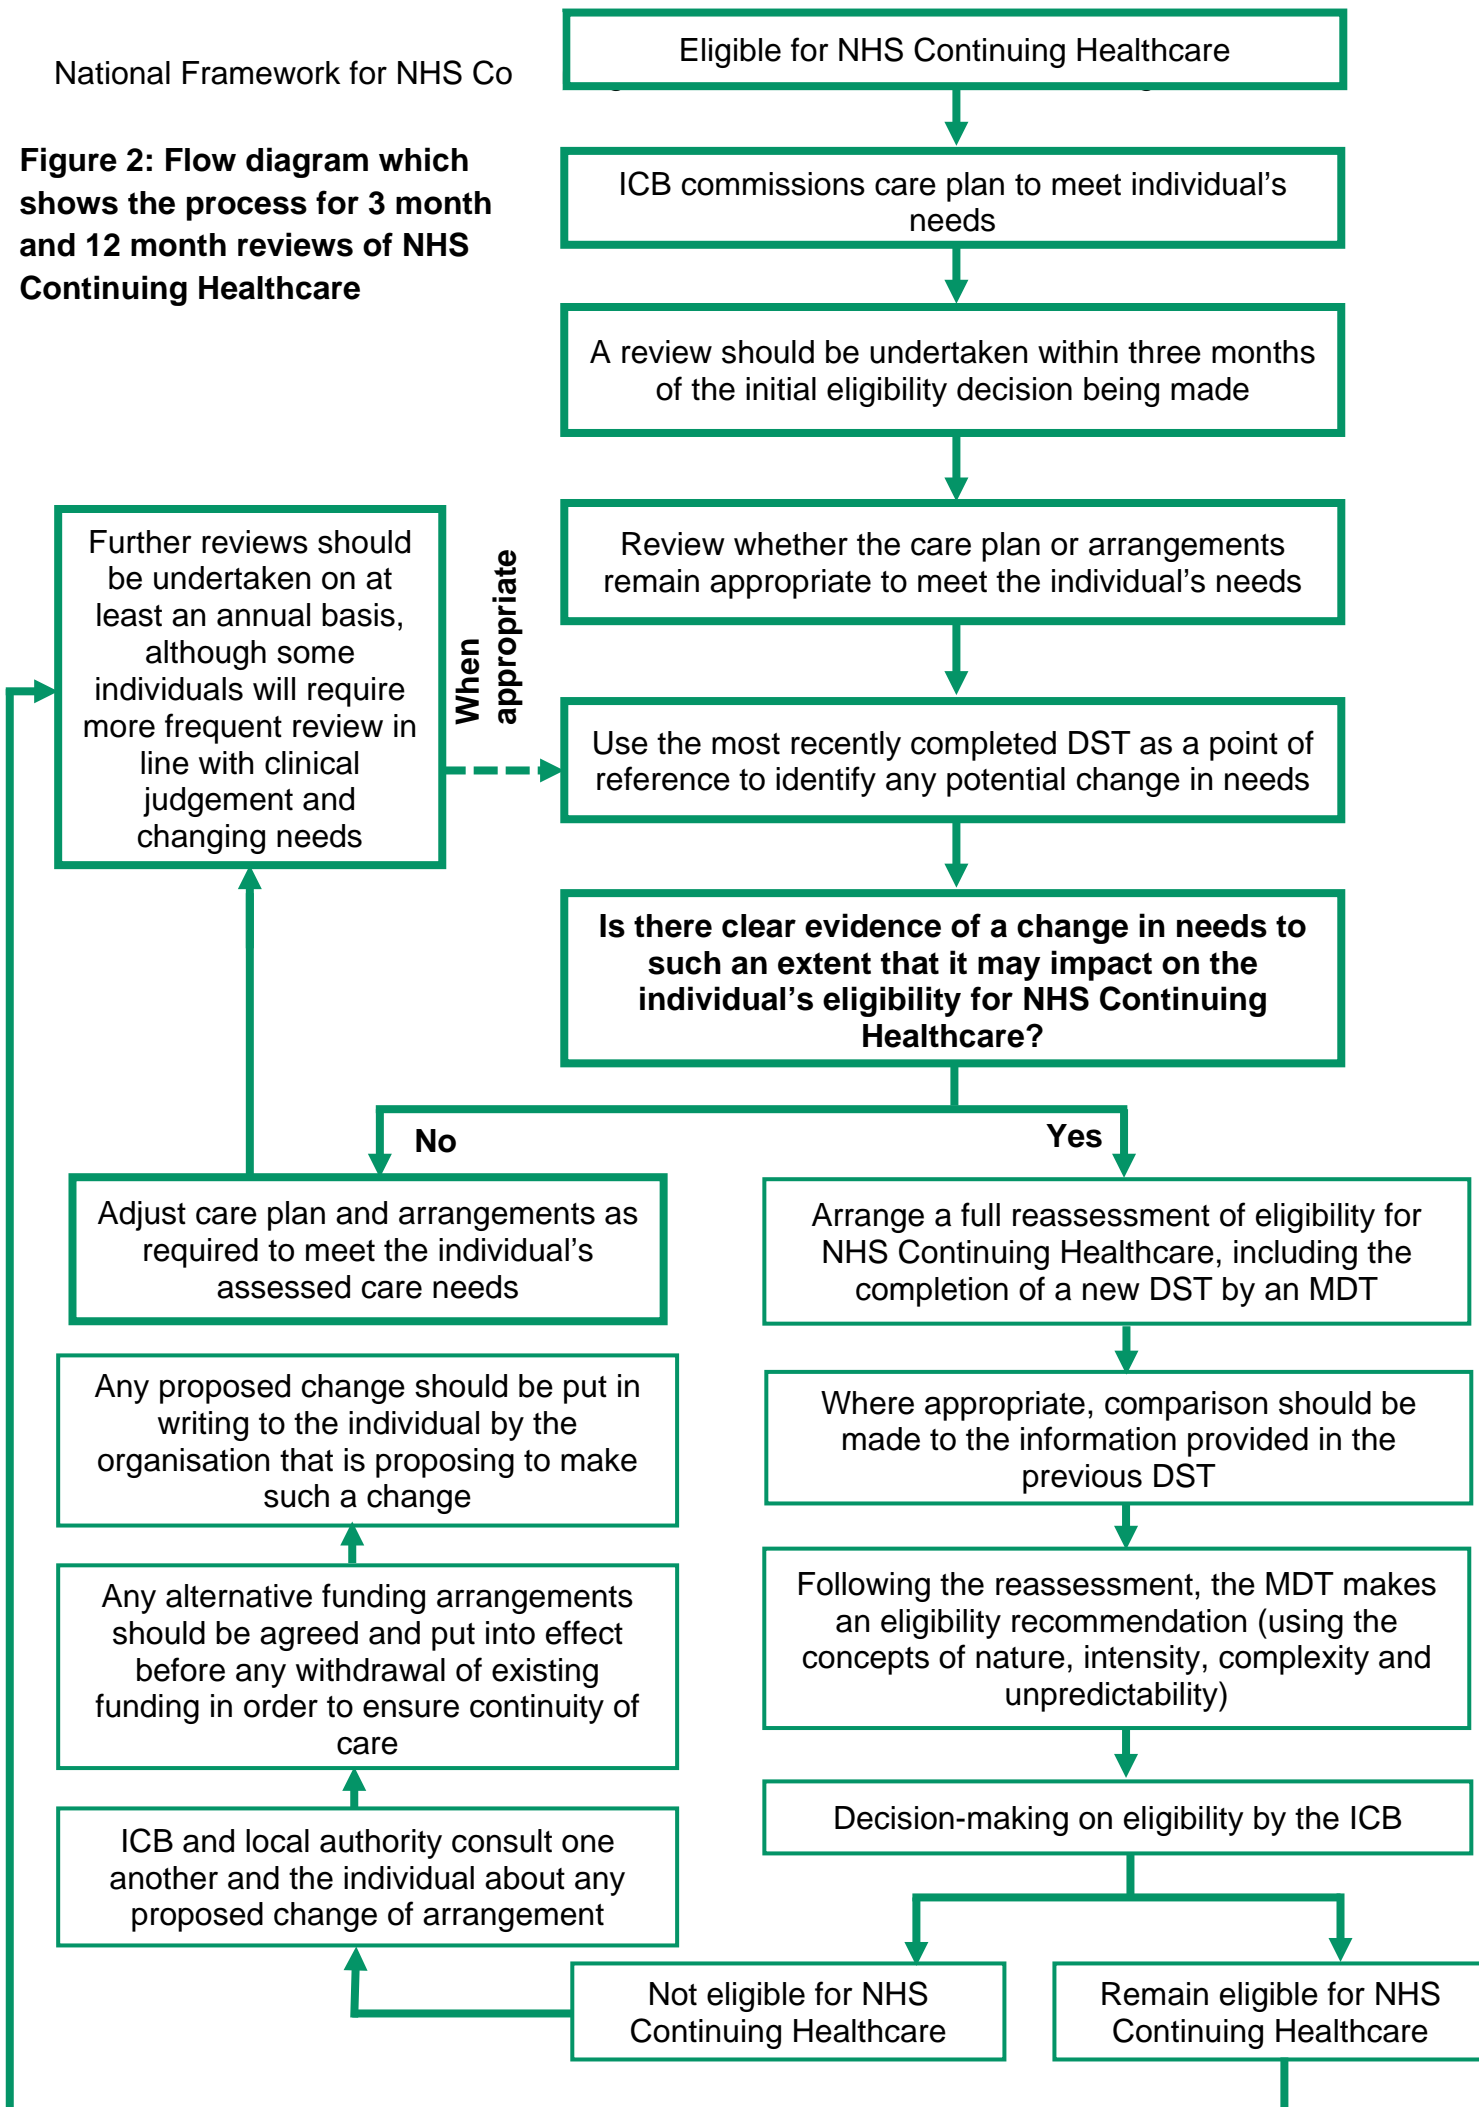 National Framework for NHS Co
Figure 2: Flow diagram which
shows the process for 3 month
and 12 month reviews of NHS
Continuing Healthcare
Eligible for NHS Continuing Healthcare
ICB commissions care plan to meet individual’s
needs
A review should be undertaken within three months
of the initial eligibility decision being made
Review whether the care plan or arrangements
remain appropriate to meet the individual’s needs
Further reviews should
be undertaken on at
least an annual basis,
although some
individuals will require
more frequent review in
line with clinical
judgement and
changing needs
When
appropriate
Use the most recently completed DST as a point of
reference to identify any potential change in needs
Is there clear evidence of a change in needs to
such an extent that it may impact on the
individual’s eligibility for NHS Continuing
Healthcare?
No
Yes
Adjust care plan and arrangements as
required to meet the individual’s
assessed care needs
Arrange a full reassessment of eligibility for
NHS Continuing Healthcare, including the
completion of a new DST by an MDT
Any proposed change should be put in
writing to the individual by the
organisation that is proposing to make
such a change
Where appropriate, comparison should be
made to the information provided in the
previous DST
Any alternative funding arrangements
should be agreed and put into effect
before any withdrawal of existing
funding in order to ensure continuity of
care
Following the reassessment, the MDT makes
an eligibility recommendation (using the
concepts of nature, intensity, complexity and
unpredictability)
Decision-making on eligibility by the ICB
ICB and local authority consult one
another and the individual about any
proposed change of arrangement
Not eligible for NHS
Continuing Healthcare
Remain eligible for NHS
Continuing Healthcare